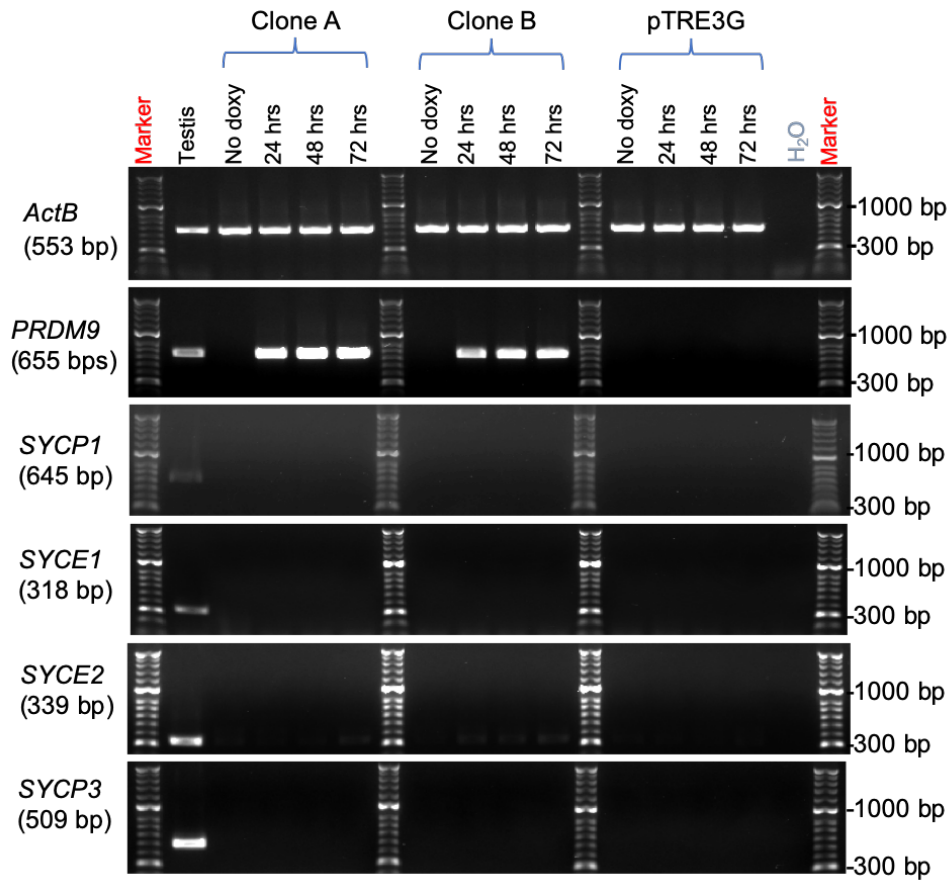 Clone A Clone B pTRE3G
Marker Testis No doxy 24 hrs 48 hrs 72 hrs No doxy 24 hrs 48 hrs 72 hrs No doxy 24 hrs 48 hrs 72 hrs H₂O Marker
ActB
(553 bp)
-1000 bp
-300 bp
PRDM9
(655 bps)
-1000 bp
-300 bp
SYCP1
(645 bp)
-1000 bp
-300 bp
SYCE1
(318 bp)
-1000 bp
-300 bp
SYCE2
(339 bp)
-1000 bp
-300 bp
SYCP3
(509 bp)
-1000 bp
-300 bp